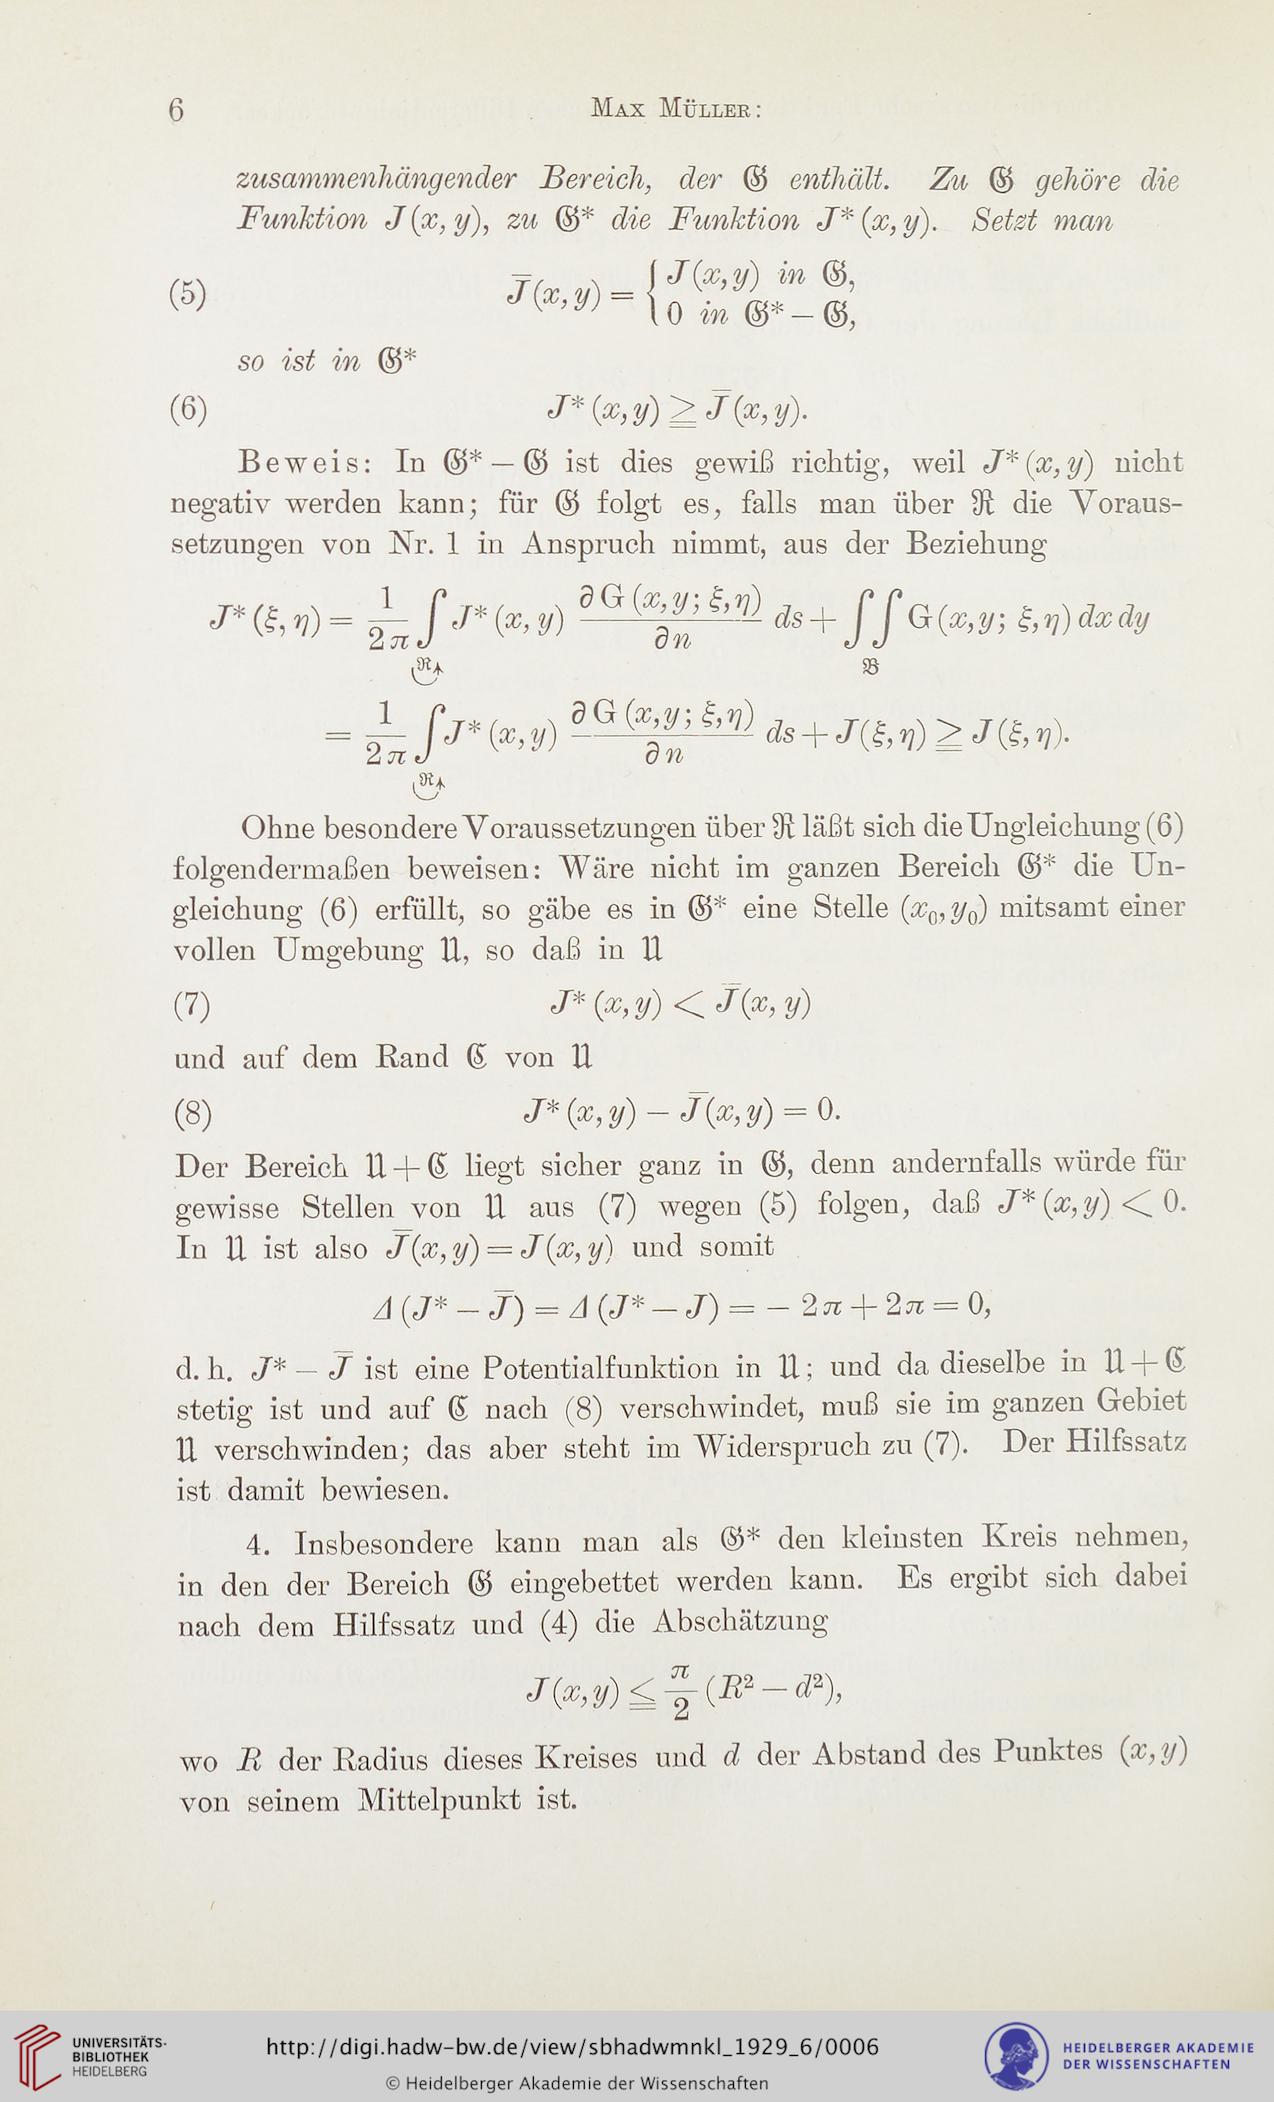 6 Max Müller:
zusammenhängender Bereich, der 𝔊 enthält. Zu 𝔊 gehöre die
Funktion J(x, y), zu 𝔊* die Funktion J*(x, y). Setzt man
(5) J̅(x, y) = { J(x, y) in 𝔊,
0 in 𝔊* — 𝔊,
so ist in 𝔊*
(6) J*(x, y) ≧ J̅(x, y).
Beweis: In 𝔊* — 𝔊 ist dies gewiß richtig, weil J*(x, y) nicht
negativ werden kann; für 𝔊 folgt es, falls man über ℜ die Voraus-
setzungen von Nr. 1 in Anspruch nimmt, aus der Beziehung
J*(ξ, η) = 1/2π ∫_ℜ J*(x, y) ∂G(x, y; ξ, η)/∂n ds + ∬_𝔅 G(x, y; ξ, η) dx dy
= 1/2π ∫_ℜ J*(x, y) ∂G(x, y; ξ, η)/∂n ds + J(ξ, η) ≧ J(ξ, η).
Ohne besondere Voraussetzungen über ℜ läßt sich die Ungleichung (6)
folgendermaßen beweisen: Wäre nicht im ganzen Bereich 𝔊* die Un-
gleichung (6) erfüllt, so gäbe es in 𝔊* eine Stelle (x₀, y₀) mitsamt einer
vollen Umgebung 𝔘, so daß in 𝔘
(7) J*(x, y) < J̅(x, y)
und auf dem Rand ℭ von 𝔘
(8) J*(x, y) — J̅(x, y) = 0.
Der Bereich 𝔘 + ℭ liegt sicher ganz in 𝔊, denn andernfalls würde für
gewisse Stellen von 𝔘 aus (7) wegen (5) folgen, daß J*(x, y) < 0.
In 𝔘 ist also J̅(x, y) = J(x, y) und somit
Δ(J* — J̅) = Δ(J* — J) = — 2π + 2π = 0,
d. h. J* — J̅ ist eine Potentialfunktion in 𝔘; und da dieselbe in 𝔘 + ℭ
stetig ist und auf ℭ nach (8) verschwindet, muß sie im ganzen Gebiet
𝔘 verschwinden; das aber steht im Widerspruch zu (7). Der Hilfssatz
ist damit bewiesen.
4. Insbesondere kann man als 𝔊* den kleinsten Kreis nehmen,
in den der Bereich 𝔊 eingebettet werden kann. Es ergibt sich dabei
nach dem Hilfssatz und (4) die Abschätzung
J(x, y) ≦ π/2 (R² — d²),
wo R der Radius dieses Kreises und d der Abstand des Punktes (x, y)
von seinem Mittelpunkt ist.
UNIVERSITÄTS-
BIBLIOTHEK
HEIDELBERG
http://digi.hadw-bw.de/view/sbhadwmnkl_1929_6/0006
© Heidelberger Akademie der Wissenschaften
HEIDELBERGER AKADEMIE
DER WISSENSCHAFTEN